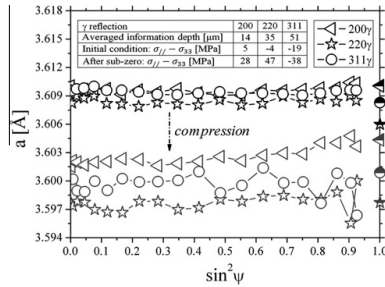 γ reflection 200 220 311
Averaged information depth [μm] 14 35 51
Initial condition: σ// − σ33 [MPa] 5 -4 -19
After sub-zero: σ// − σ33 [MPa] 28 47 -38
200γ
220γ
311γ
compression
a [Å]
3.618
3.612
3.609
3.606
3.603
3.600
3.597
3.594
0.0 0.1 0.2 0.3 0.4 0.5 0.6 0.7 0.8 0.9 1.0
sin²ψ